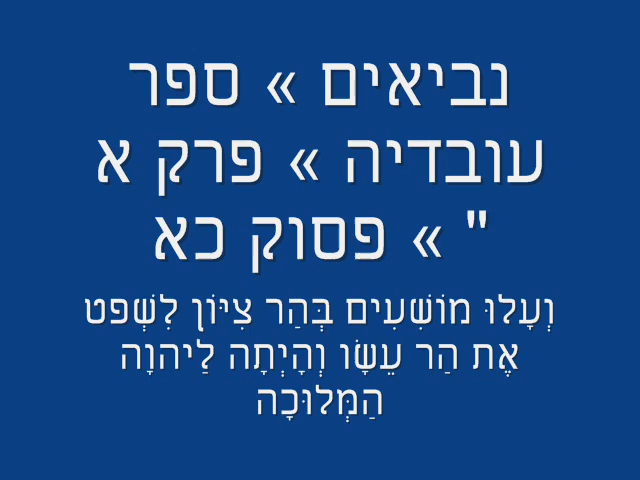 נביאים » ספר
עובדיה » פרק א
" » פסוק כא
וְעָלוּ מוֹשִׁעִים בְּהַר צִיּוֹן לִשְׁפֹּט
אֶת הַר עֵשָׂו וְהָיְתָה לַיהוָה
הַמְּלוּכָה